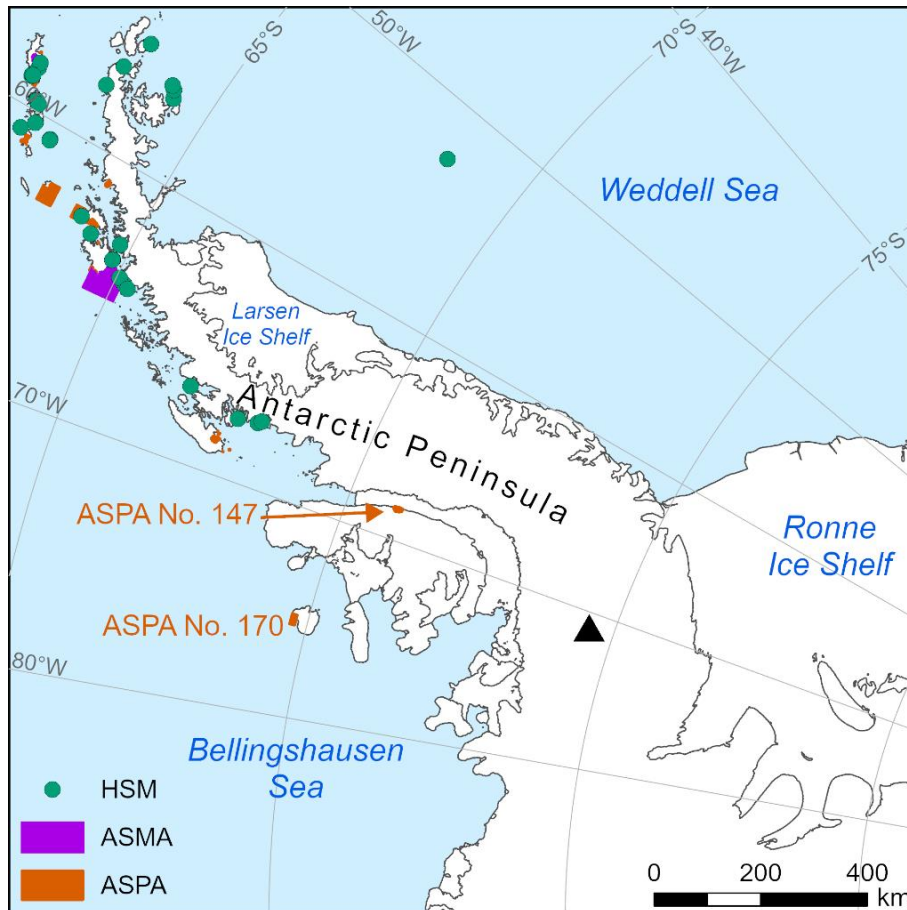 50°W
65°S
70°S
40°W
60°W
Weddell Sea
75°S
Larsen
Ice Shelf
70°W
Antarctic Peninsula
ASPA No. 147
Ronne
Ice Shelf
ASPA No. 170
80°W
Bellingshausen
Sea
HSM
ASMA
ASPA
0 200 400
km